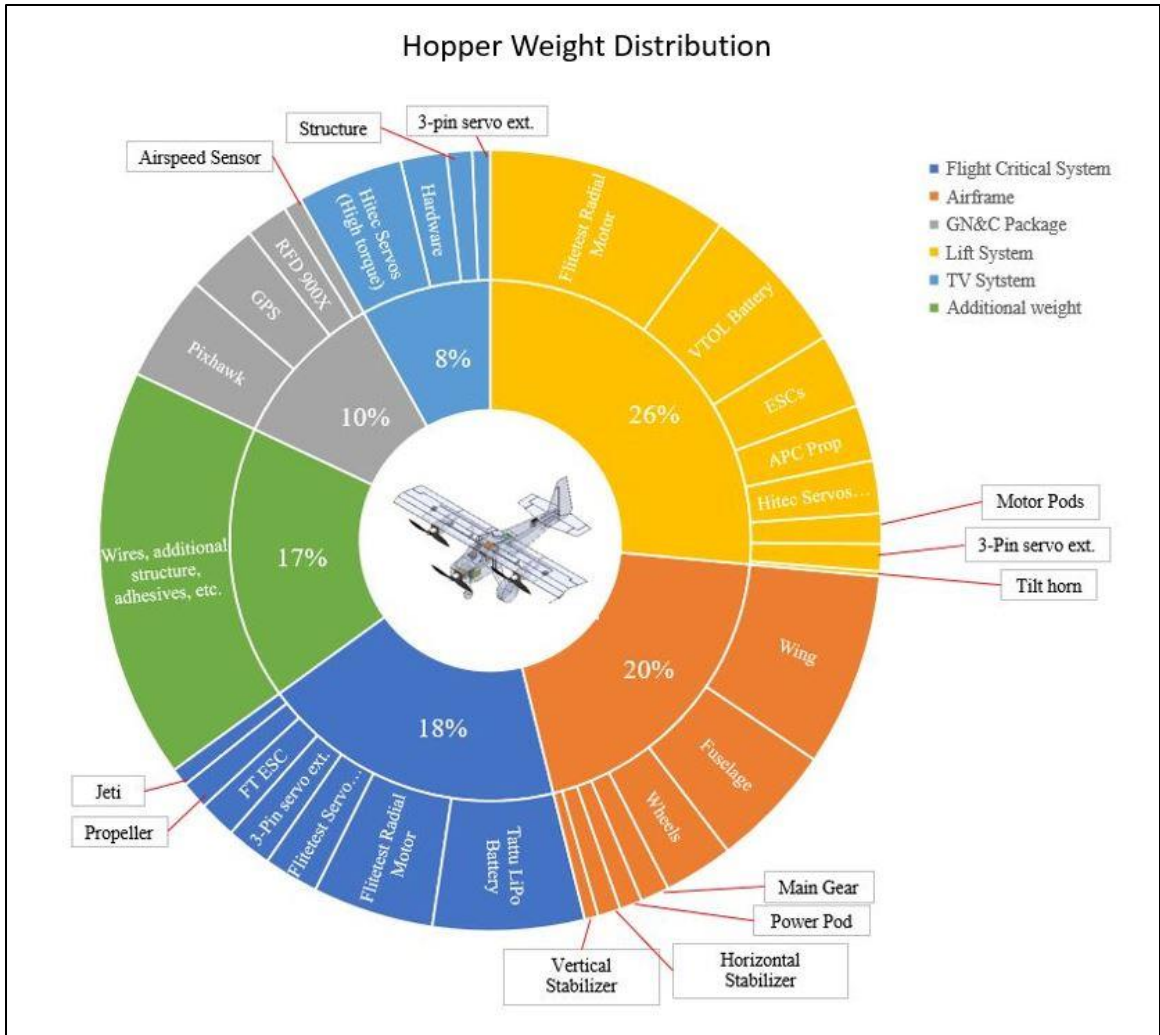 Hopper Weight Distribution
3-pin servo ext.
Structure
Airspeed Sensor
Flight Critical System
Airframe
GN&C Package
Lift System
TV Sytstem
Additional weight
Flitetest Radial
Motor
VTOL Battery
ESCs
APC Prop
Hitec Servos…
Motor Pods
3-Pin servo ext.
Tilt horn
26%
Wing
Fuselage
Wheels
Main Gear
Power Pod
Horizontal
Stabilizer
Vertical
Stabilizer
20%
Tattu LiPo
Battery
Flitetest Radial
Motor
Flitetest Servo…
3-Pin servo ext.
FT ESC
Propeller
Jeti
18%
Wires, additional
structure,
adhesives, etc.
17%
Pixhawk
GPS
RFD 900X
10%
Hitec Servos
(High torque)
Hardware
8%